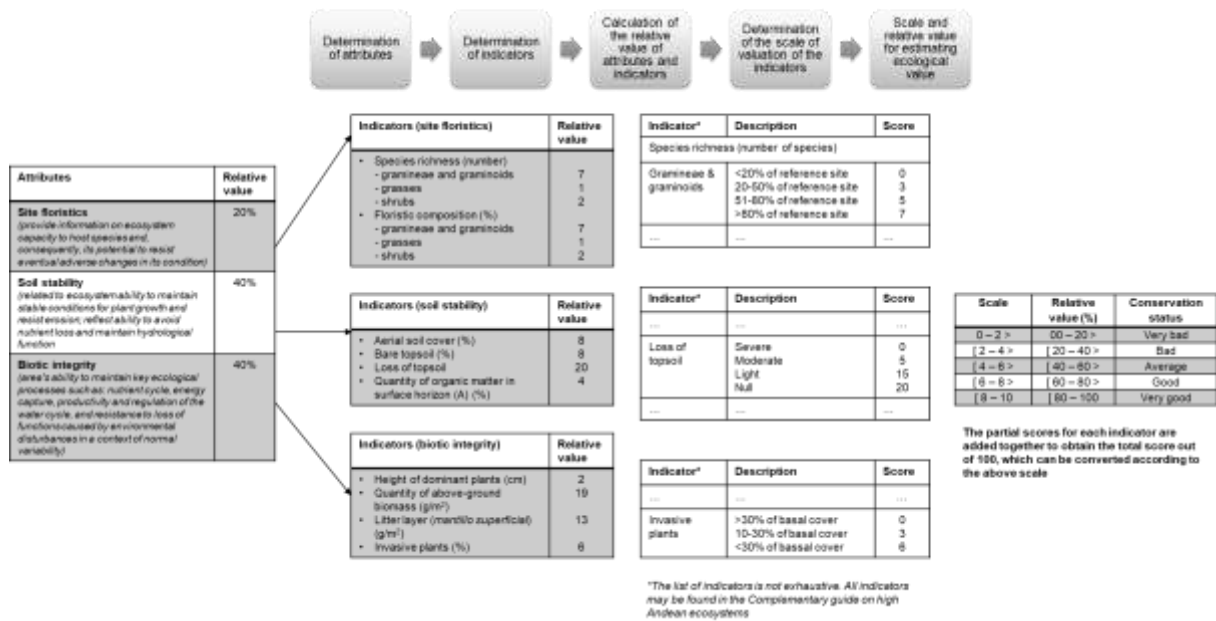 Determination
of attributes
Determination
of indicators
Calculation of
the relative
value of
attributes and
indicators
Determination
of the scale of
valuation of the
indicators
Scale and
relative value
for estimating
ecological
value
Attributes Relative
value
Site floristics 20%
(provide information on ecosystem
capacity to host species and,
consequently, its potential to resist
eventual adverse changes in its condition)
Soil stability 40%
(related to ecosystem ability to maintain
stable conditions for plant growth and
resist erosion; reflect ability to avoid
nutrient loss and maintain hydrological
function
Biotic integrity 40%
(area's ability to maintain key ecological
processes such as: nutrient cycle, energy
capture, productivity and regulation of
the water cycle, and resistance to loss of
functions caused by environmental
disturbances in a context of normal
variability)
Indicators (site floristics) Relative
value
• Species richness (number)
- gramineae and graminoids 7
- grasses 1
- shrubs 2
• Floristic composition (%)
- gramineae and graminoids 7
- grasses 1
- shrubs 2
Indicators (soil stability) Relative
value
• Aerial soil cover (%) 8
• Bare topsoil (%) 8
• Loss of topsoil 20
• Quantity of organic matter in 4
surface horizon (A) (%)
Indicators (biotic integrity) Relative
value
• Height of dominant plants (cm) 2
• Quantity of above-ground 19
biomass (g/m²)
• Litter layer (mantillo superficial) 13
(g/m²)
• Invasive plants (%) 6
Indicator* Description Score
Species richness (number of species)
Gramineae & <20% of reference site 0
graminoids 20-50% of reference site 3
51-80% of reference site 5
>80% of reference site 7
... ... ...
Indicator* Description Score
... ... ...
Loss of Severe 0
topsoil Moderate 5
Light 15
Null 20
... ... ...
Indicator* Description Score
... ... ...
Invasive >30% of basal cover 0
plants 10-30% of basal cover 3
<30% of bassal cover 6
*The list of indicators is not exhaustive. All indicators
may be found in the Complementary guide on high
Andean ecosystems
Scale Relative Conservation
value (%) status
0 – 2 > 00 – 20 > Very bad
[ 2 – 4 > [ 20 – 40 > Bad
[ 4 – 6 > [ 40 – 60 > Average
[ 6 – 8 > [ 60 – 80 > Good
[ 8 – 10 [ 80 – 100 Very good
The partial scores for each indicator are
added together to obtain the total score out
of 100, which can be converted according to
the above scale